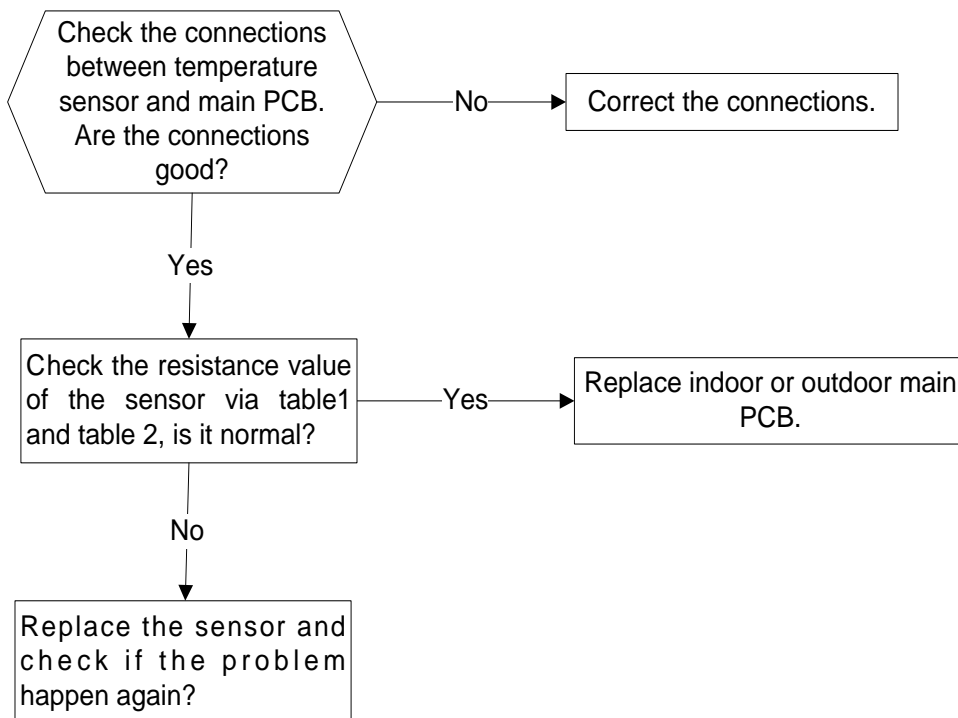 Check the connections
between temperature
sensor and main PCB.
Are the connections
good?
No
Correct the connections.
Yes
Check the resistance value
of the sensor via table1
and table 2, is it normal?
Yes
Replace indoor or outdoor main
PCB.
No
Replace the sensor and
check if the problem
happen again?